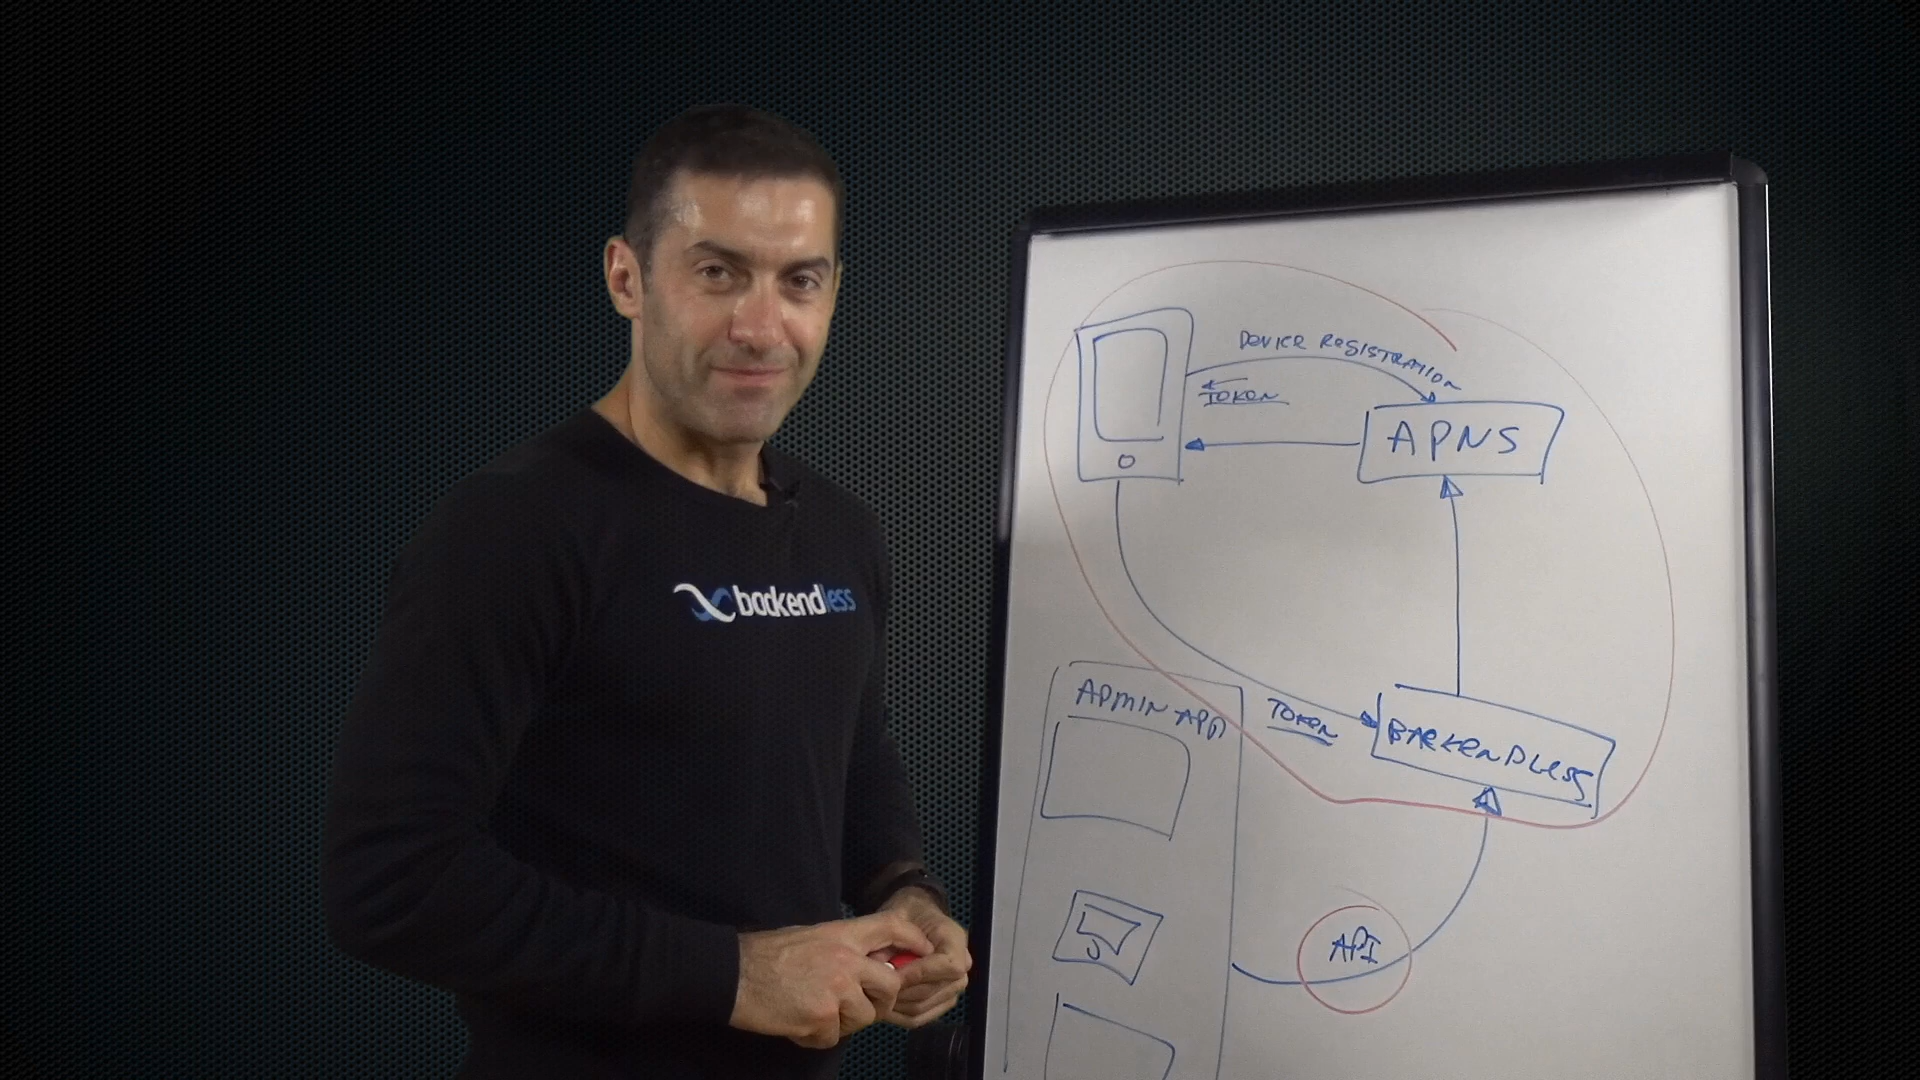 backendless
DEVICE REGISTRATION
TOKEN
APNS
ADMIN APP
TOKEN
BACKENDLESS
API